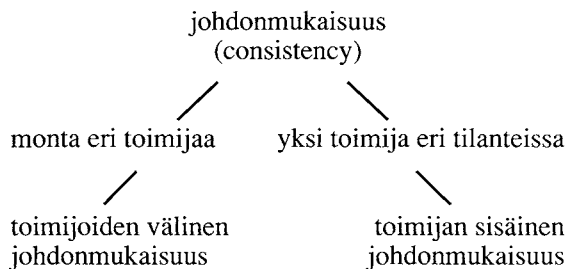 johdonmukaisuus
(consistency)
monta eri toimijaa
yksi toimija eri tilanteissa
toimijoiden välinen
johdonmukaisuus
toimijan sisäinen
johdonmukaisuus